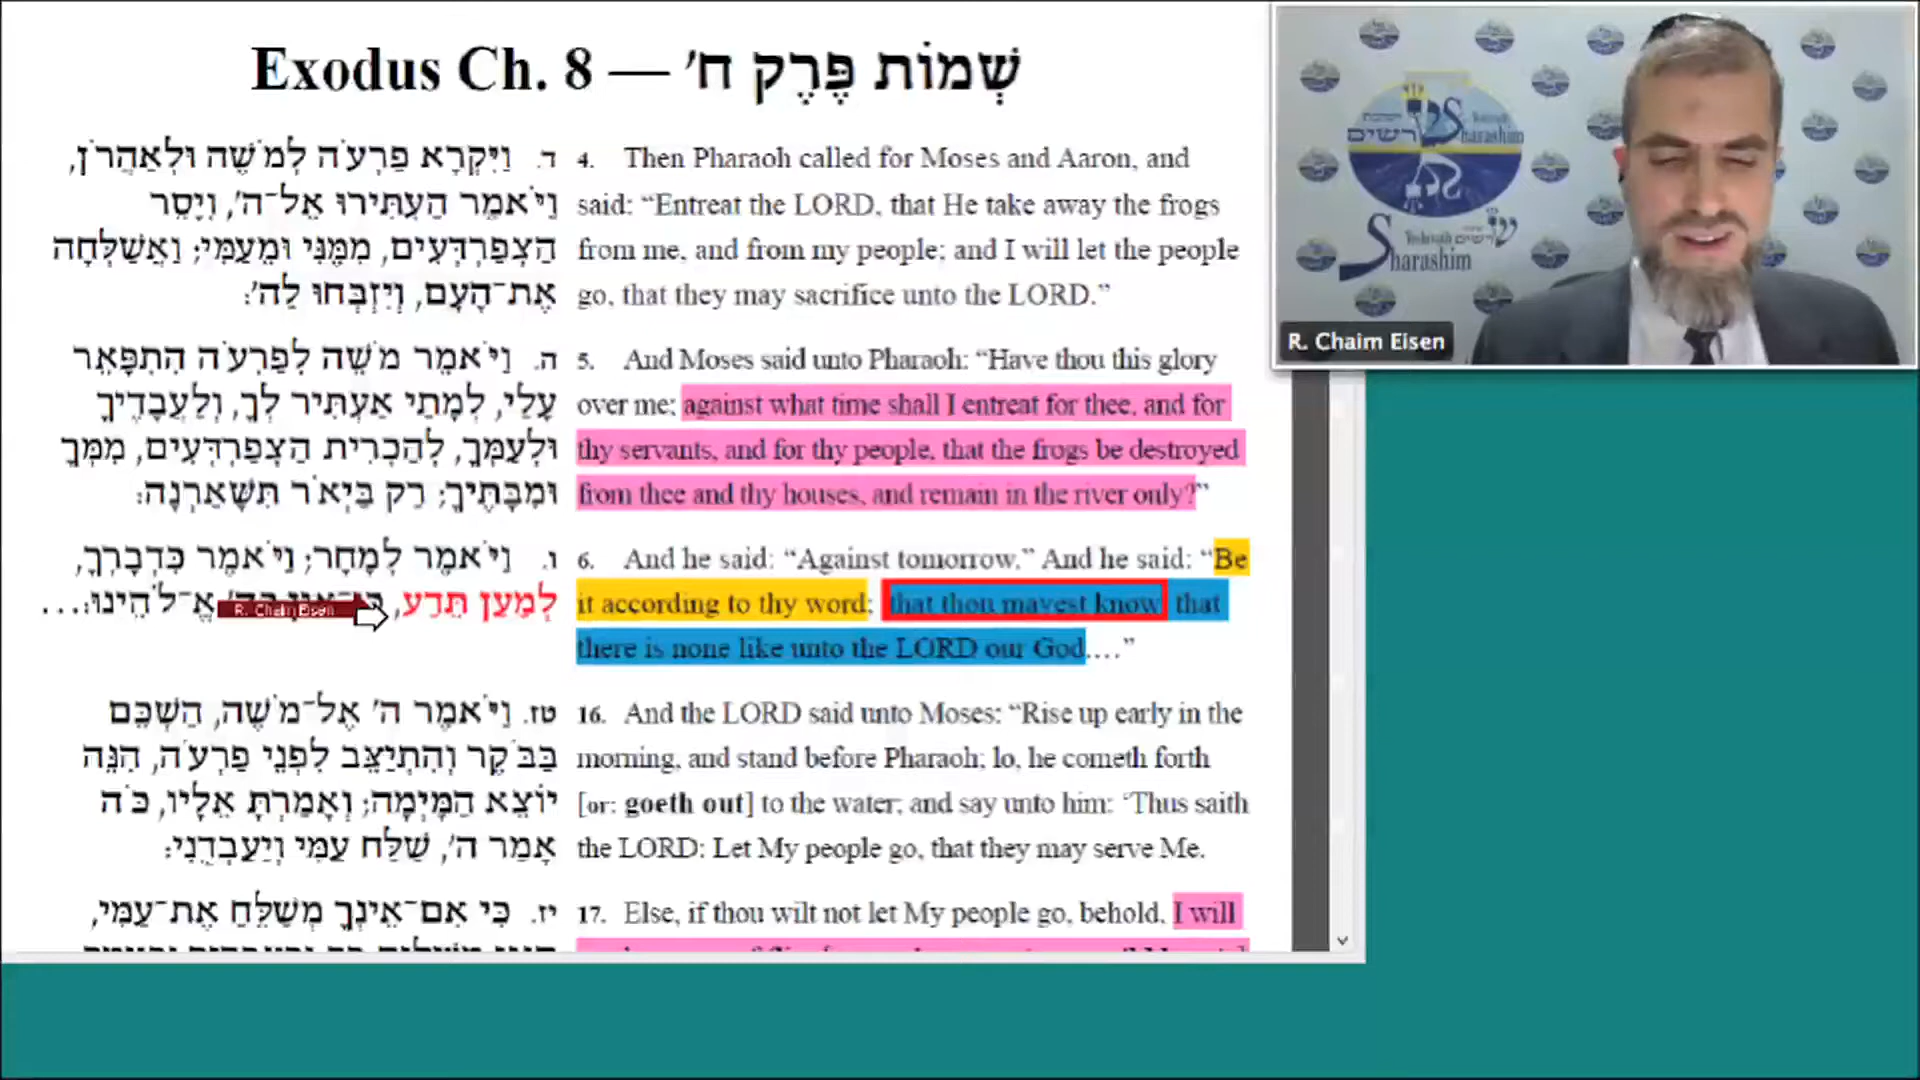 Exodus Ch. 8 — שְׁמוֹת פֶּרֶק ח׳
ד. וַיִּקְרָא פַרְעֹה לְמֹשֶׁה וּלְאַהֲרֹן,
וַיֹּאמֶר הַעְתִּירוּ אֶל־ה׳, וְיָסֵר
הַצְפַרְדְּעִים, מִמֶּנִּי וּמֵעַמִּי; וַאֲשַׁלְּחָה
אֶת־הָעָם, וְיִזְבְּחוּ לַה׳:
4. Then Pharaoh called for Moses and Aaron, and
said: “Entreat the LORD, that He take away the frogs
from me, and from my people; and I will let the people
go, that they may sacrifice unto the LORD.”
ה. וַיֹּאמֶר מֹשֶׁה לְפַרְעֹה הִתְפָּאֵר
עָלַי, לְמָתַי אַעְתִּיר לְךָ, וְלַעֲבָדֶיךָ
וּלְעַמְּךָ, לְהַכְרִית הַצְפַרְדְּעִים, מִמְּךָ
וּמִבָּתֶּיךָ; רַק בַּיְאֹר תִּשָּׁאַרְנָה:
5. And Moses said unto Pharaoh: “Have thou this glory
over me; against what time shall I entreat for thee, and for
thy servants, and for thy people, that the frogs be destroyed
from thee and thy houses, and remain in the river only?”
ו. וַיֹּאמֶר לְמָחָר; וַיֹּאמֶר כִּדְבָרְךָ,
לְמַעַן תֵּדַע, אֱ־לֹהֵינוּ:...
R. Chaim Eisen
6. And he said: “Against tomorrow.” And he said: “Be
it according to thy word; that thou mayest know that
there is none like unto the LORD our God....”
טז. וַיֹּאמֶר ה׳ אֶל־מֹשֶׁה, הַשְׁכֵּם
בַּבֹּקֶר וְהִתְיַצֵּב לִפְנֵי פַרְעֹה, הִנֵּה
יוֹצֵא הַמָּיְמָה; וְאָמַרְתָּ אֵלָיו, כֹּה
אָמַר ה׳, שַׁלַּח עַמִּי וְיַעַבְדֻנִי:
16. And the LORD said unto Moses: “Rise up early in the
morning, and stand before Pharaoh; lo, he cometh forth
[or: goeth out] to the water; and say unto him: ‘Thus saith
the LORD: Let My people go, that they may serve Me.
יז. כִּי אִם־אֵינְךָ מְשַׁלֵּחַ אֶת־עַמִּי,
17. Else, if thou wilt not let My people go, behold, I will
ישיבת שרשים
Yeshivath Sharashim
R. Chaim Eisen